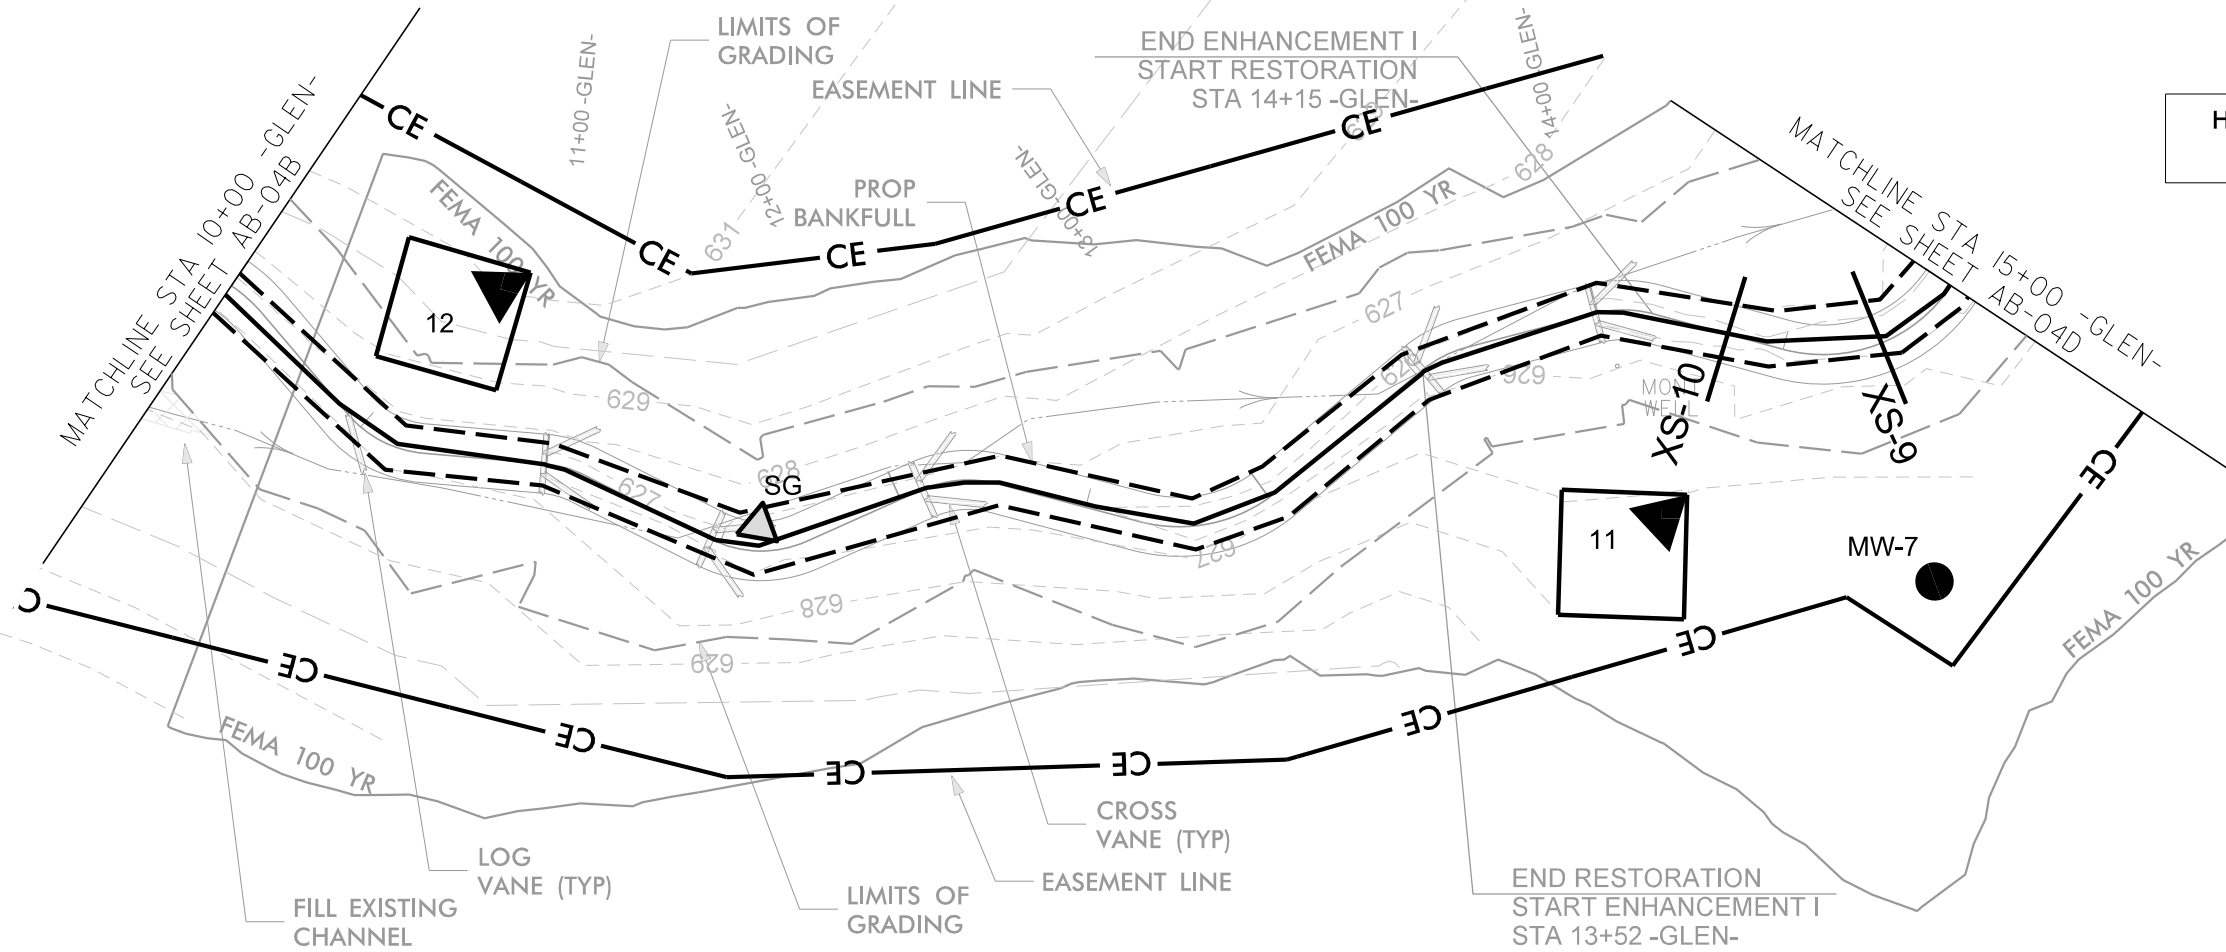 LIMITS OF
GRADING
EASEMENT LINE
END ENHANCEMENT I
START RESTORATION
STA 14+15 -GLEN-
11+00 -GLEN-
12+00 -GLEN-
13+00 -GLEN-
14+00 -GLEN-
H
MATCHLINE STA 10+00 -GLEN-
SEE SHEET AB-04B
MATCHLINE STA 15+00 -GLEN-
SEE SHEET AB-04D
CE
CE
CE
CE
CE
FEMA 100 YR
FEMA 100 YR
PROP
BANKFULL
631
628
627
12
629
628
627
SG
626
MONT
WELL
XS-10
XS-9
CE
627
11
MW-7
628
629
C
CE
CE
CE
CE
CE
CE
FEMA 100 YR
FEMA 100 YR
CROSS
VANE (TYP)
LOG
VANE (TYP)
EASEMENT LINE
LIMITS OF
GRADING
FILL EXISTING
CHANNEL
END RESTORATION
START ENHANCEMENT I
STA 13+52 -GLEN-